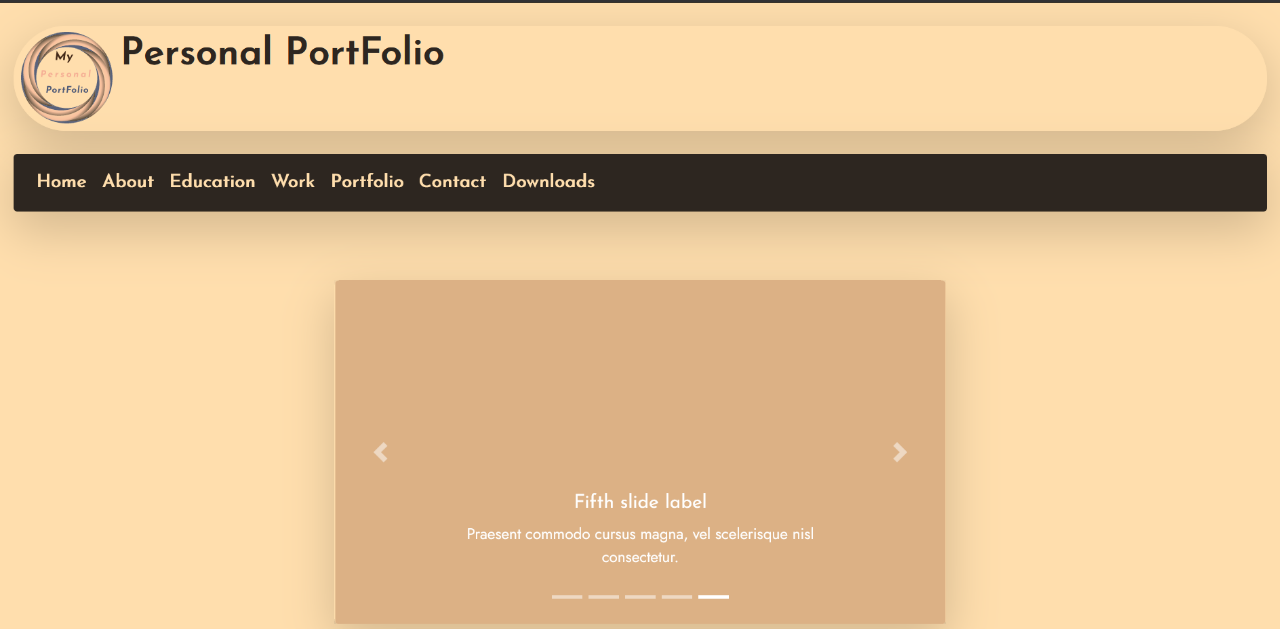 My
Personal
PortFolio
Personal PortFolio
Home About Education Work Portfolio Contact Downloads
Fifth slide label
Praesent commodo cursus magna, vel scelerisque nisl
consectetur.